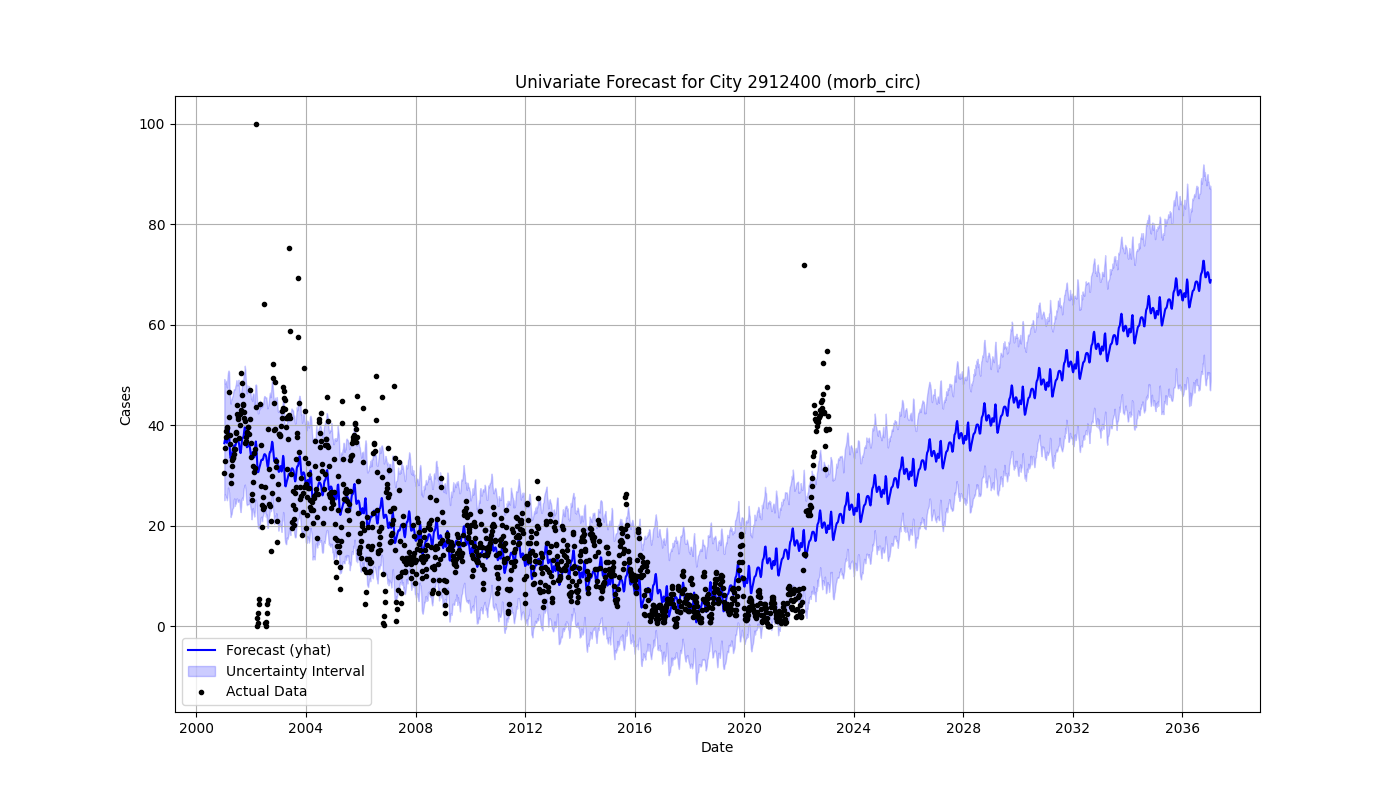 Univariate Forecast for City 2912400 (morb_circ)
100
80
60
40
20
0
Cases
Forecast (yhat)
Uncertainty Interval
Actual Data
2000 2004 2008 2012 2016 2020 2024 2028 2032 2036
Date